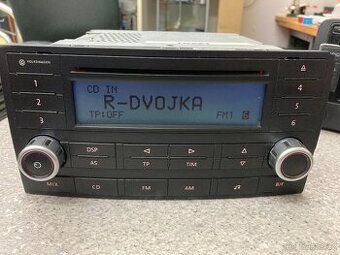 VOLKSWAGEN
CD IN
R-DVOJKA
TP:OFF FM1
1 2 3
4 5 6
DSP
AS TP TIM
MIX CD FM AM B/F